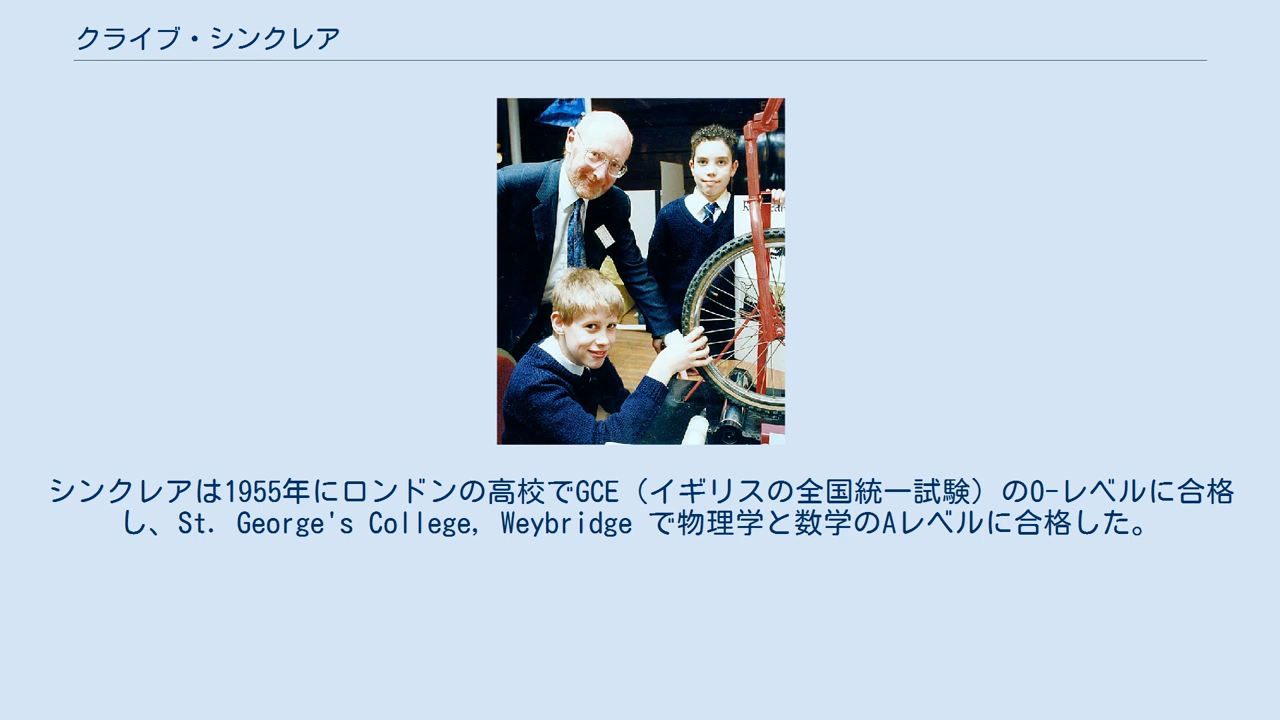 クライブ・シンクレア
シンクレアは1955年にロンドンの高校でGCE（イギリスの全国統一試験）のO-レベルに合格
し、St. George's College, Weybridge で物理学と数学のAレベルに合格した。